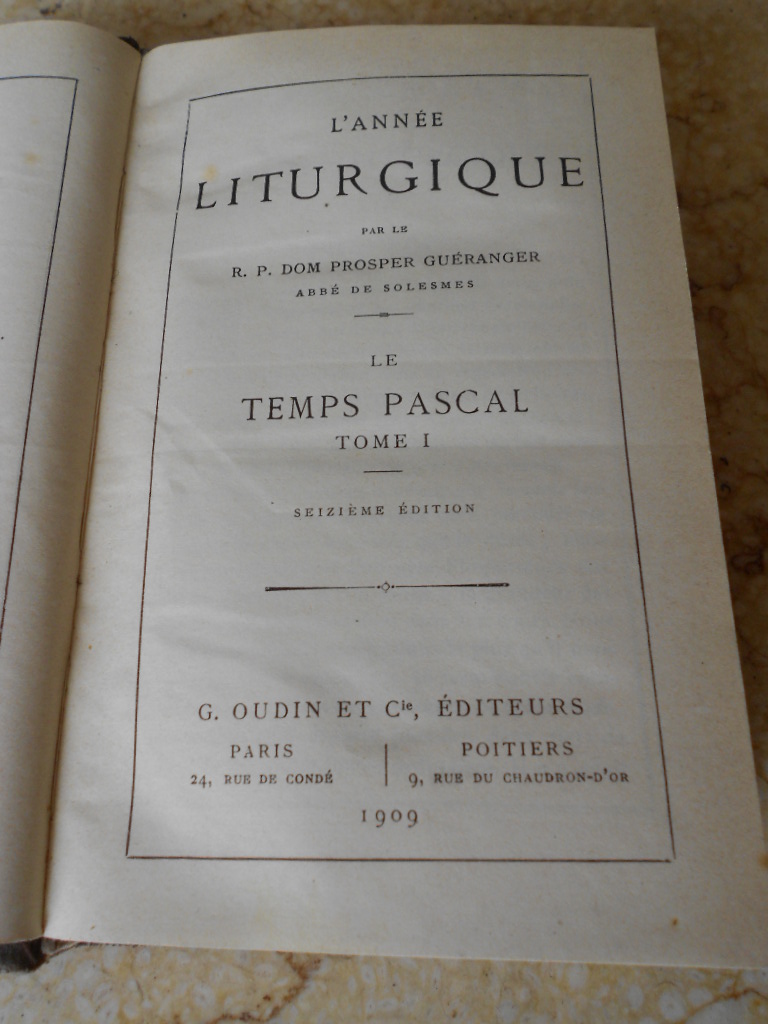 L'ANNÉE
LITURGIQUE
PAR LE
R. P. DOM PROSPER GUÉRANGER
ABBÉ DE SOLESMES
LE
TEMPS PASCAL
TOME I
SEIZIÈME ÉDITION
G. OUDIN ET Cie, ÉDITEURS
PARIS
24, RUE DE CONDÉ
POITIERS
9, RUE DU CHAUDRON-D'OR
1909